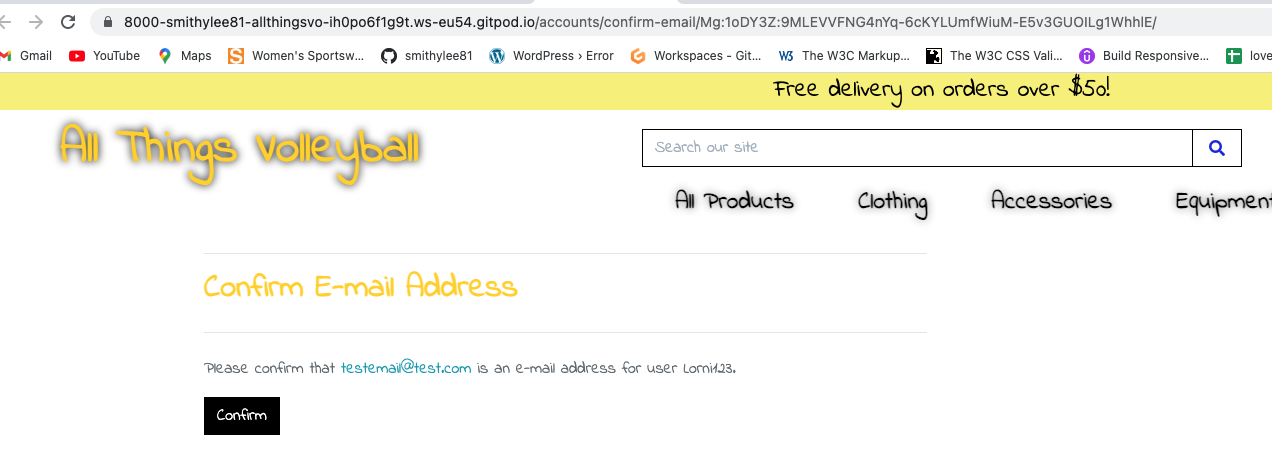 8000-smithylee81-allthingsvo-ih0po6f1g9t.ws-eu54.gitpod.io/accounts/confirm-email/Mg:1oDY3Z:9MLEVVFNG4nYq-6cKYLUmfWiuM-E5v3GUOILg1WhhlE/
Gmail YouTube Maps Women's Sportsw... smithylee81 WordPress › Error Workspaces - Git... The W3C Markup... The W3C CSS Vali... Build Responsive... love
Free delivery on orders over $50!
All Things Volleyball
Search our site
All Products Clothing Accessories Equipment
Confirm E-mail Address
Please confirm that testemail@test.com is an e-mail address for user Lorni123.
Confirm